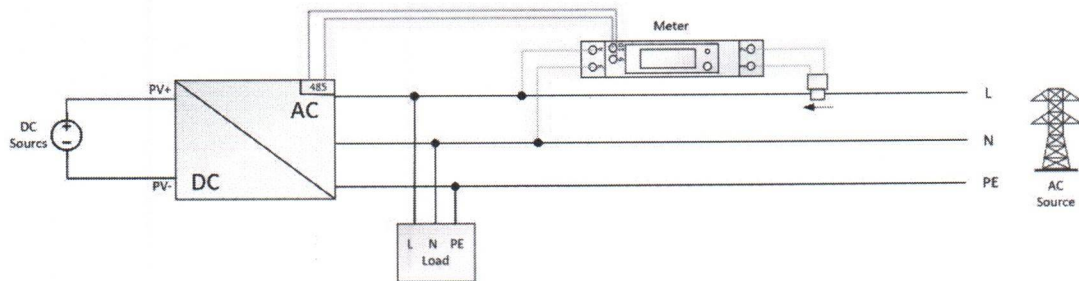 Meter
PV+
485
AC
L
DC
Sourcs
N
PV-
DC
PE
AC
Source
L N PE
Load